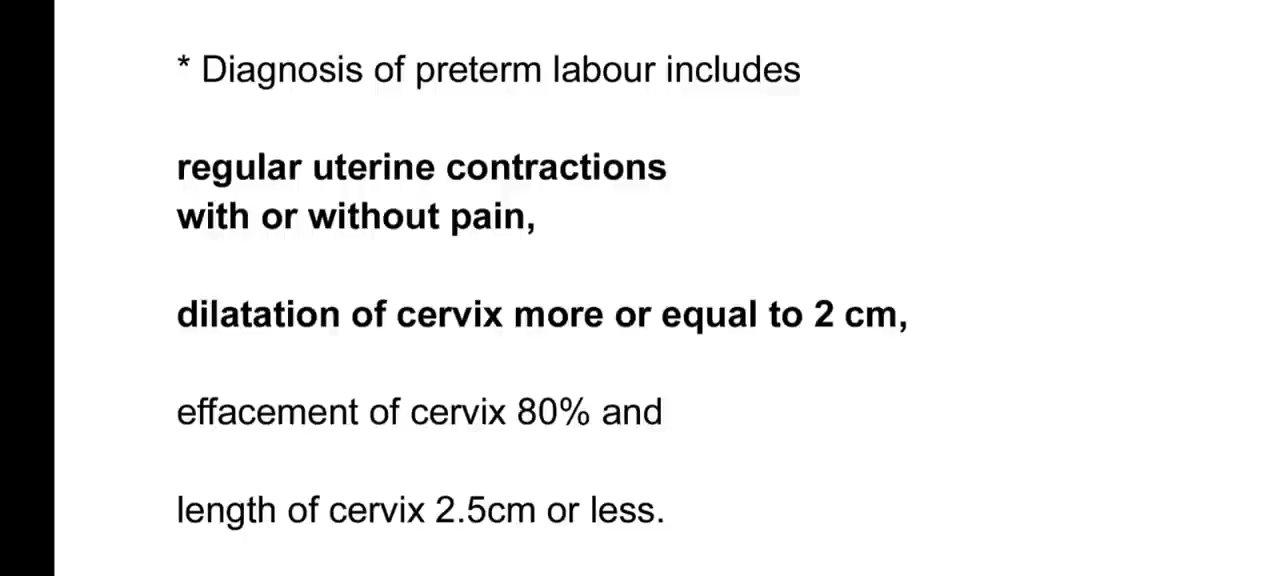 * Diagnosis of preterm labour includes
regular uterine contractions
with or without pain,
dilatation of cervix more or equal to 2 cm,
effacement of cervix 80% and
length of cervix 2.5cm or less.